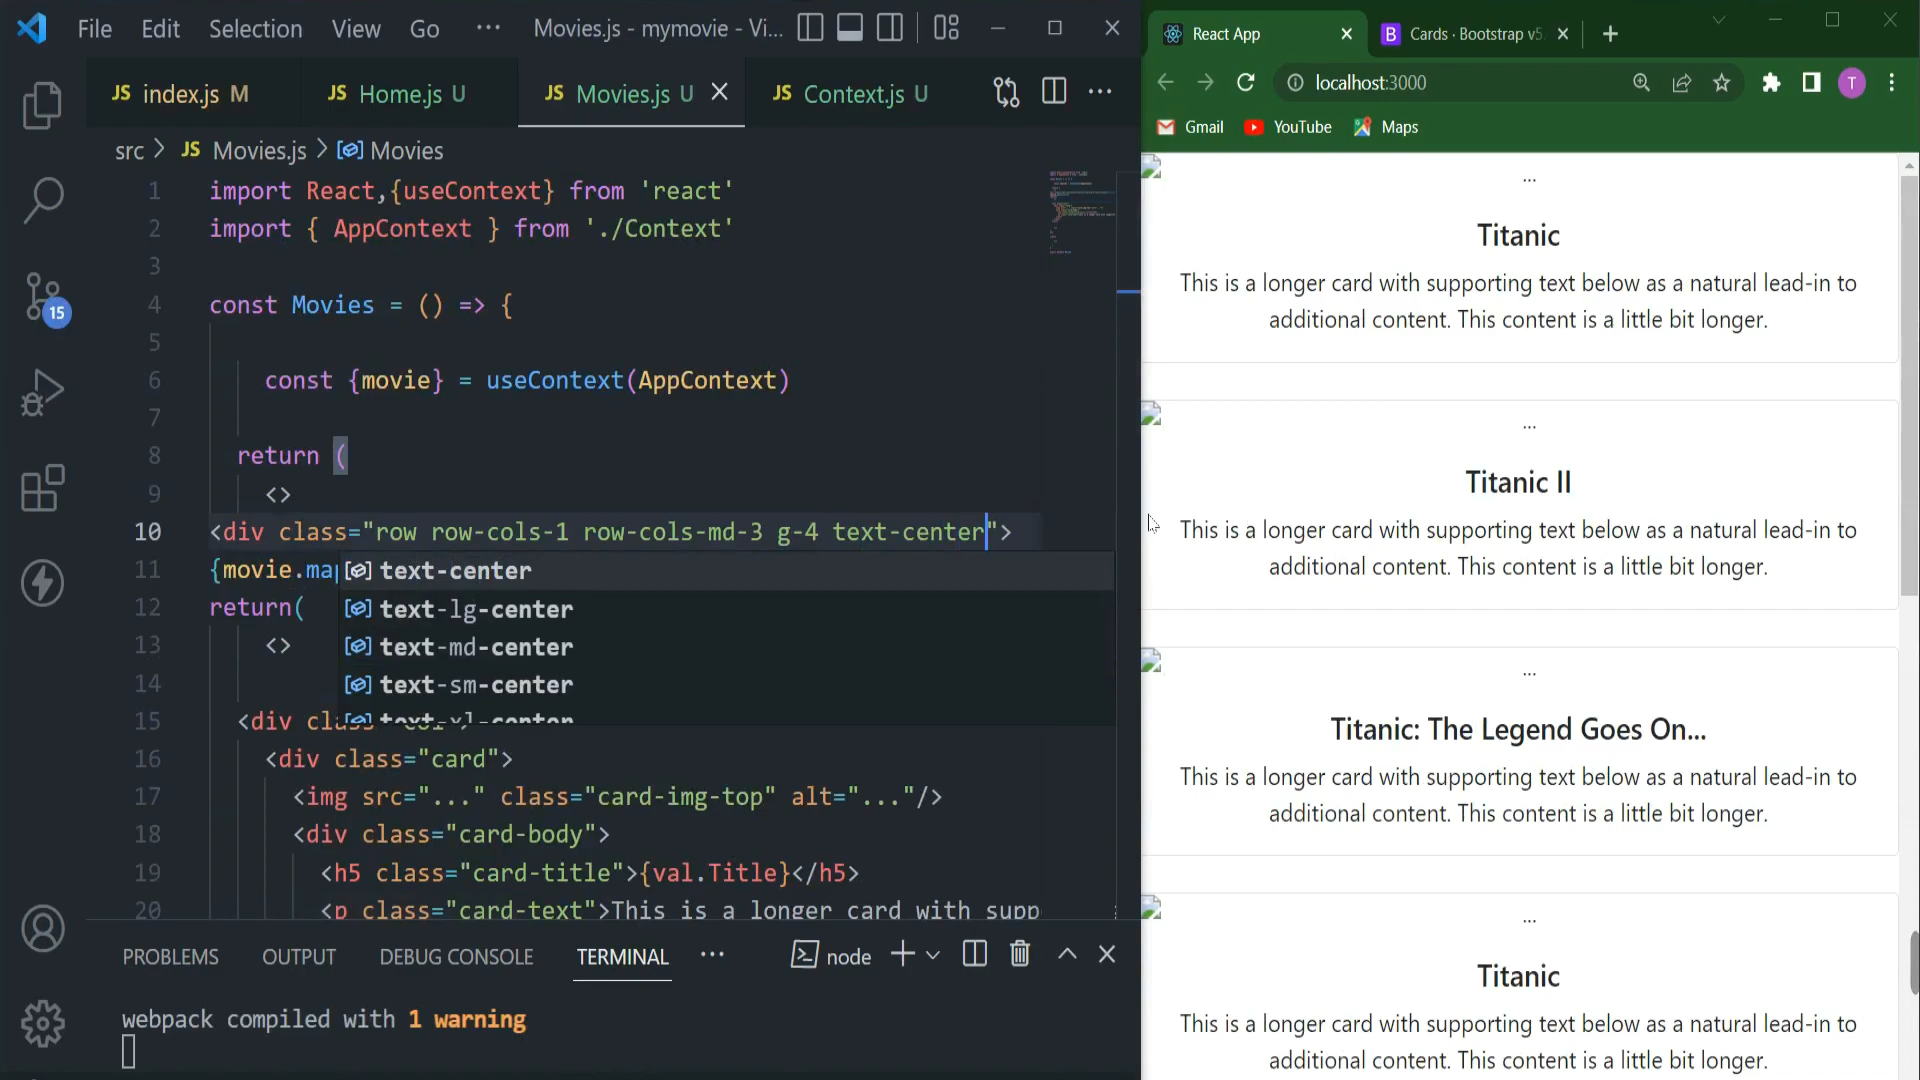 File Edit Selection View Go ··· Movies.js - mymovie - Vi...
JS index.js M JS Home.js U JS Movies.js U JS Context.js U
src > JS Movies.js > Movies
1 import React,{useContext} from 'react'
2 import { AppContext } from './Context'
3
4 const Movies = () => {
5
6 const {movie} = useContext(AppContext)
7
8 return (
9 <>
10 <div class="row row-cols-1 row-cols-md-3 g-4 text-center">
11 {movie.map
text-center
12 return(
text-lg-center
13 <>
text-md-center
14
text-sm-center
text-xl-center
15 <div
16 <div class="card">
17 <img src="..." class="card-img-top" alt="..."/>
18 <div class="card-body">
19 <h5 class="card-title">{val.Title}</h5>
20 <p class="card-text">This is a longer card with supp
15
PROBLEMS OUTPUT DEBUG CONSOLE TERMINAL ··· node
webpack compiled with 1 warning
React App Cards · Bootstrap v5.
localhost:3000 T
Gmail YouTube Maps
...
Titanic
This is a longer card with supporting text below as a natural lead-in to
additional content. This content is a little bit longer.
...
Titanic II
This is a longer card with supporting text below as a natural lead-in to
additional content. This content is a little bit longer.
...
Titanic: The Legend Goes On...
This is a longer card with supporting text below as a natural lead-in to
additional content. This content is a little bit longer.
...
Titanic
This is a longer card with supporting text below as a natural lead-in to
additional content. This content is a little bit longer.